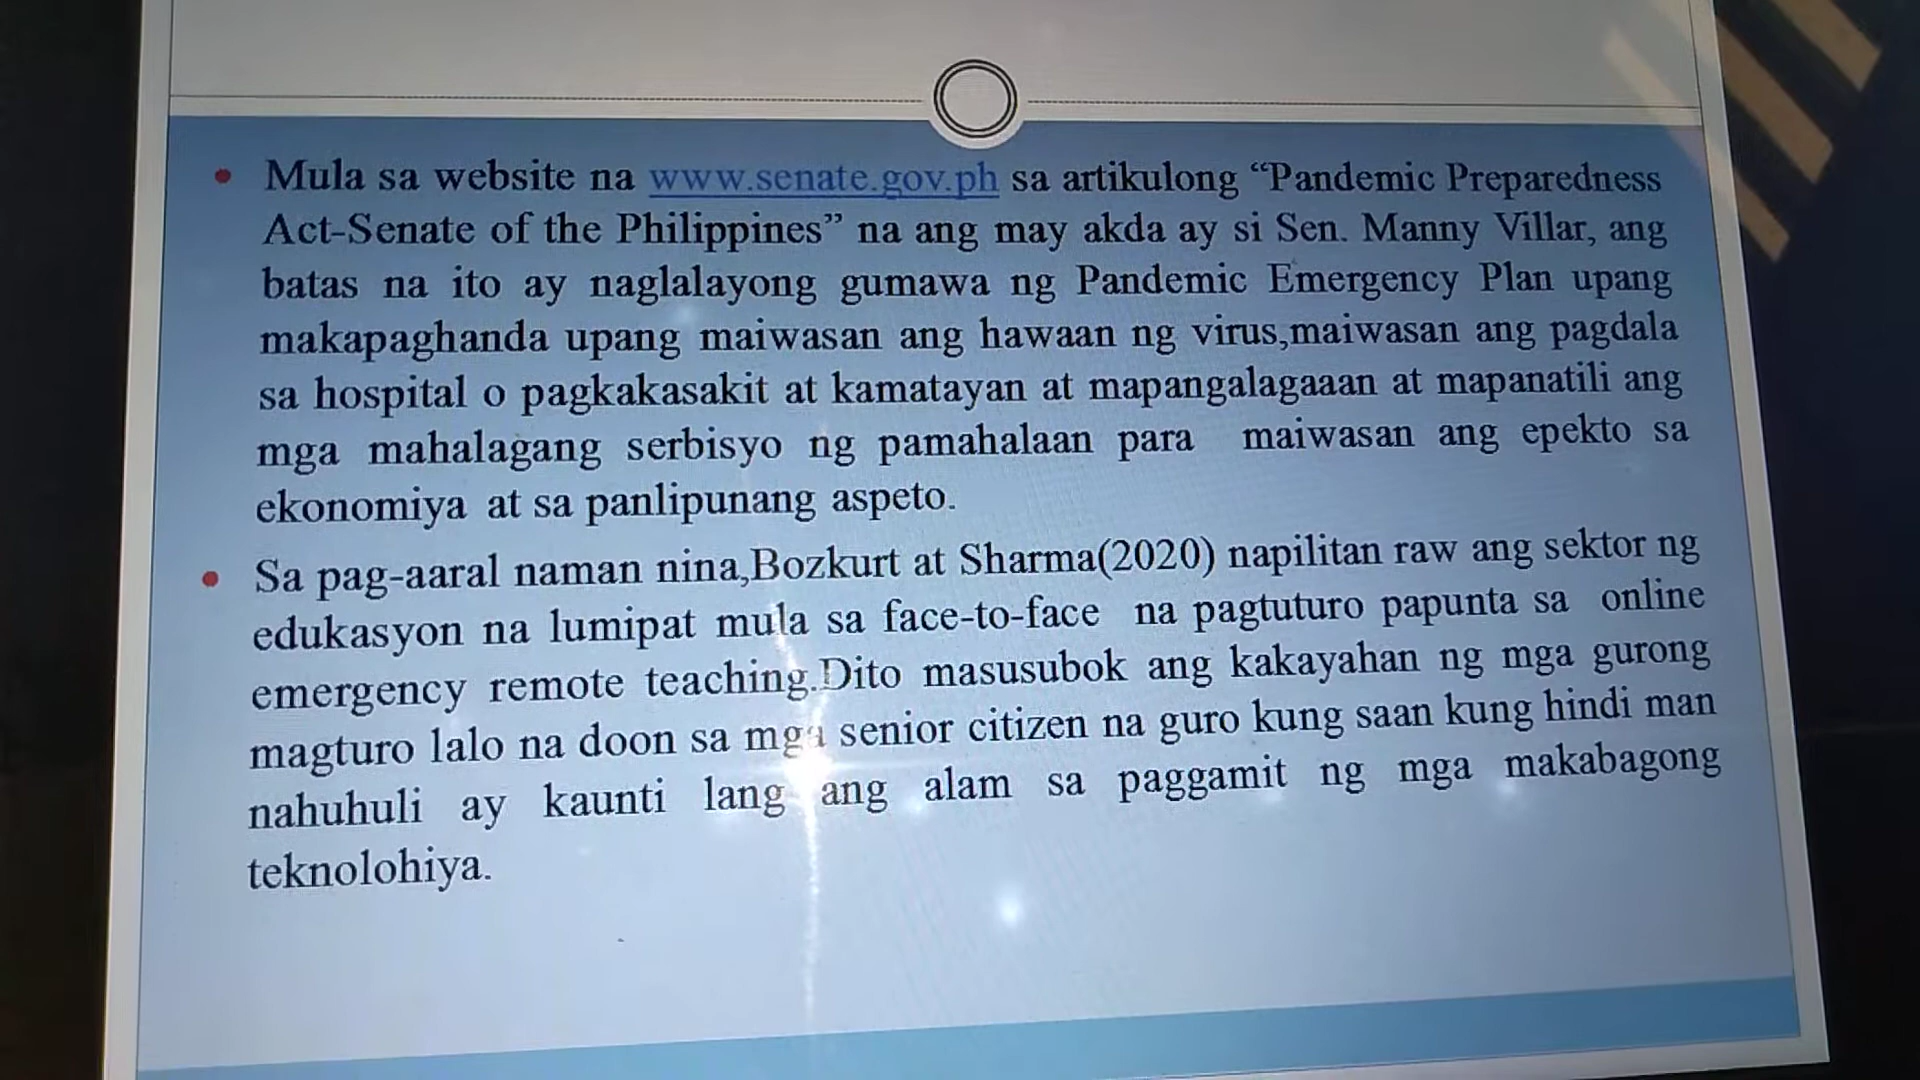 Mula sa website na www.senate.gov.ph sa artikulong “Pandemic Preparedness
Act-Senate of the Philippines” na ang may akda ay si Sen. Manny Villar, ang
batas na ito ay naglalayong gumawa ng Pandemic Emergency Plan upang
makapaghanda upang maiwasan ang hawaan ng virus,maiwasan ang pagdala
sa hospital o pagkakasakit at kamatayan at mapangalagaaan at mapanatili ang
mga mahalagang serbisyo ng pamahalaan para maiwasan ang epekto sa
ekonomiya at sa panlipunang aspeto.
Sa pag-aaral naman nina,Bozkurt at Sharma(2020) napilitan raw ang sektor ng
edukasyon na lumipat mula sa face-to-face na pagtuturo papunta sa online
emergency remote teaching.Dito masusubok ang kakayahan ng mga gurong
magturo lalo na doon sa mga senior citizen na guro kung saan kung hindi man
nahuhuli ay kaunti lang ang alam sa paggamit ng mga makabagong
teknolohiya.